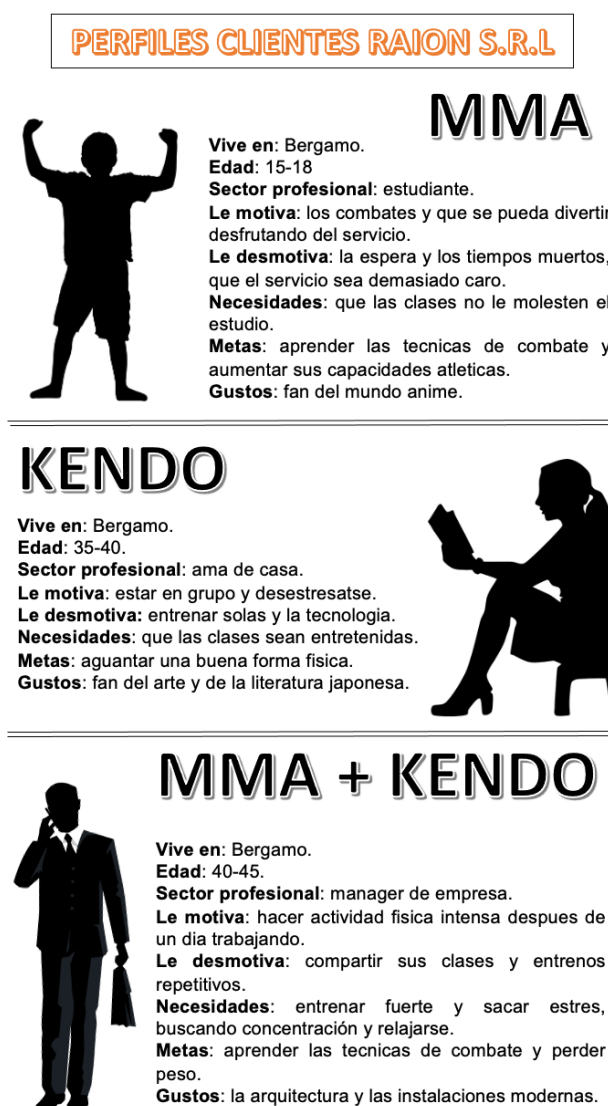 PERFILES CLIENTES RAION S.R.L
MMA
Vive en: Bergamo.
Edad: 15-18
Sector profesional: estudiante.
Le motiva: los combates y que se pueda divertir
desfrutando del servicio.
Le desmotiva: la espera y los tiempos muertos,
que el servicio sea demasiado caro.
Necesidades: que las clases no le molesten el
estudio.
Metas: aprender las tecnicas de combate y
aumentar sus capacidades atleticas.
Gustos: fan del mundo anime.
KENDO
Vive en: Bergamo.
Edad: 35-40.
Sector profesional: ama de casa.
Le motiva: estar en grupo y desestresatse.
Le desmotiva: entrenar solas y la tecnologia.
Necesidades: que las clases sean entretenidas.
Metas: aguantar una buena forma fisica.
Gustos: fan del arte y de la literatura japonesa.
MMA + KENDO
Vive en: Bergamo.
Edad: 40-45.
Sector profesional: manager de empresa.
Le motiva: hacer actividad fisica intensa despues de
un dia trabajando.
Le desmotiva: compartir sus clases y entrenos
repetitivos.
Necesidades: entrenar fuerte y sacar estres,
buscando concentración y relajarse.
Metas: aprender las tecnicas de combate y perder
peso.
Gustos: la arquitectura y las instalaciones modernas.